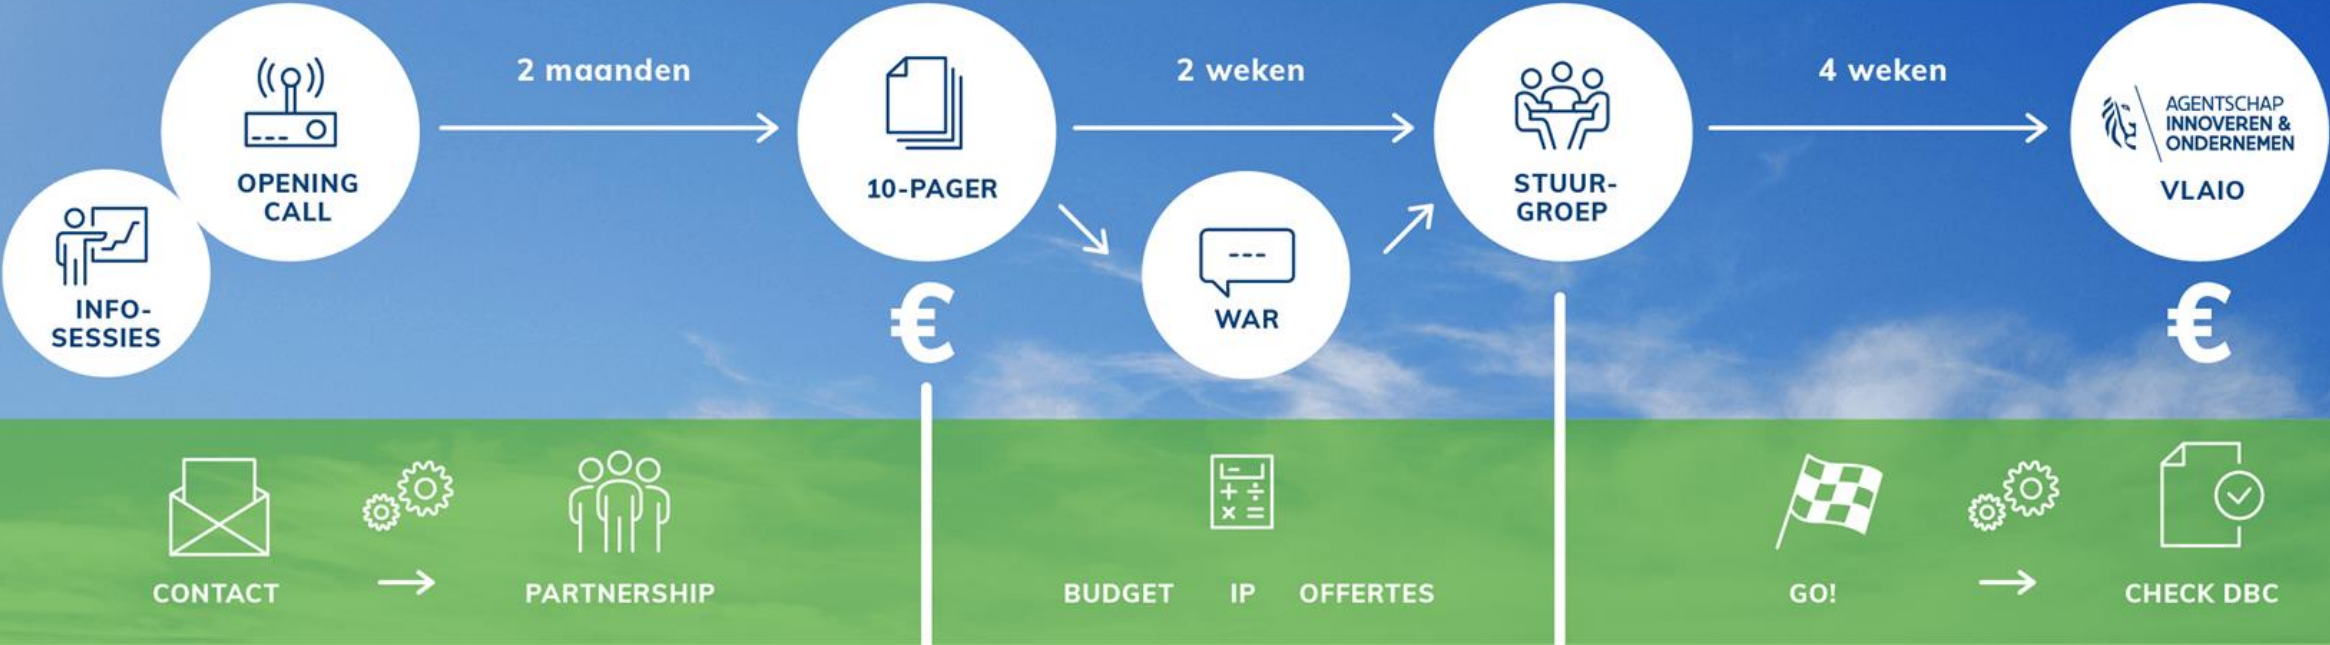 2 maanden
2 weken
4 weken
OPENING
CALL
10-PAGER
STUUR-
GROEP
AGENTSCHAP
INNOVEREN &
ONDERNEMEN
VLAIO
INFO-
SESSIES
WAR
€
€
CONTACT
PARTNERSHIP
BUDGET IP OFFERTES
GO!
CHECK DBC